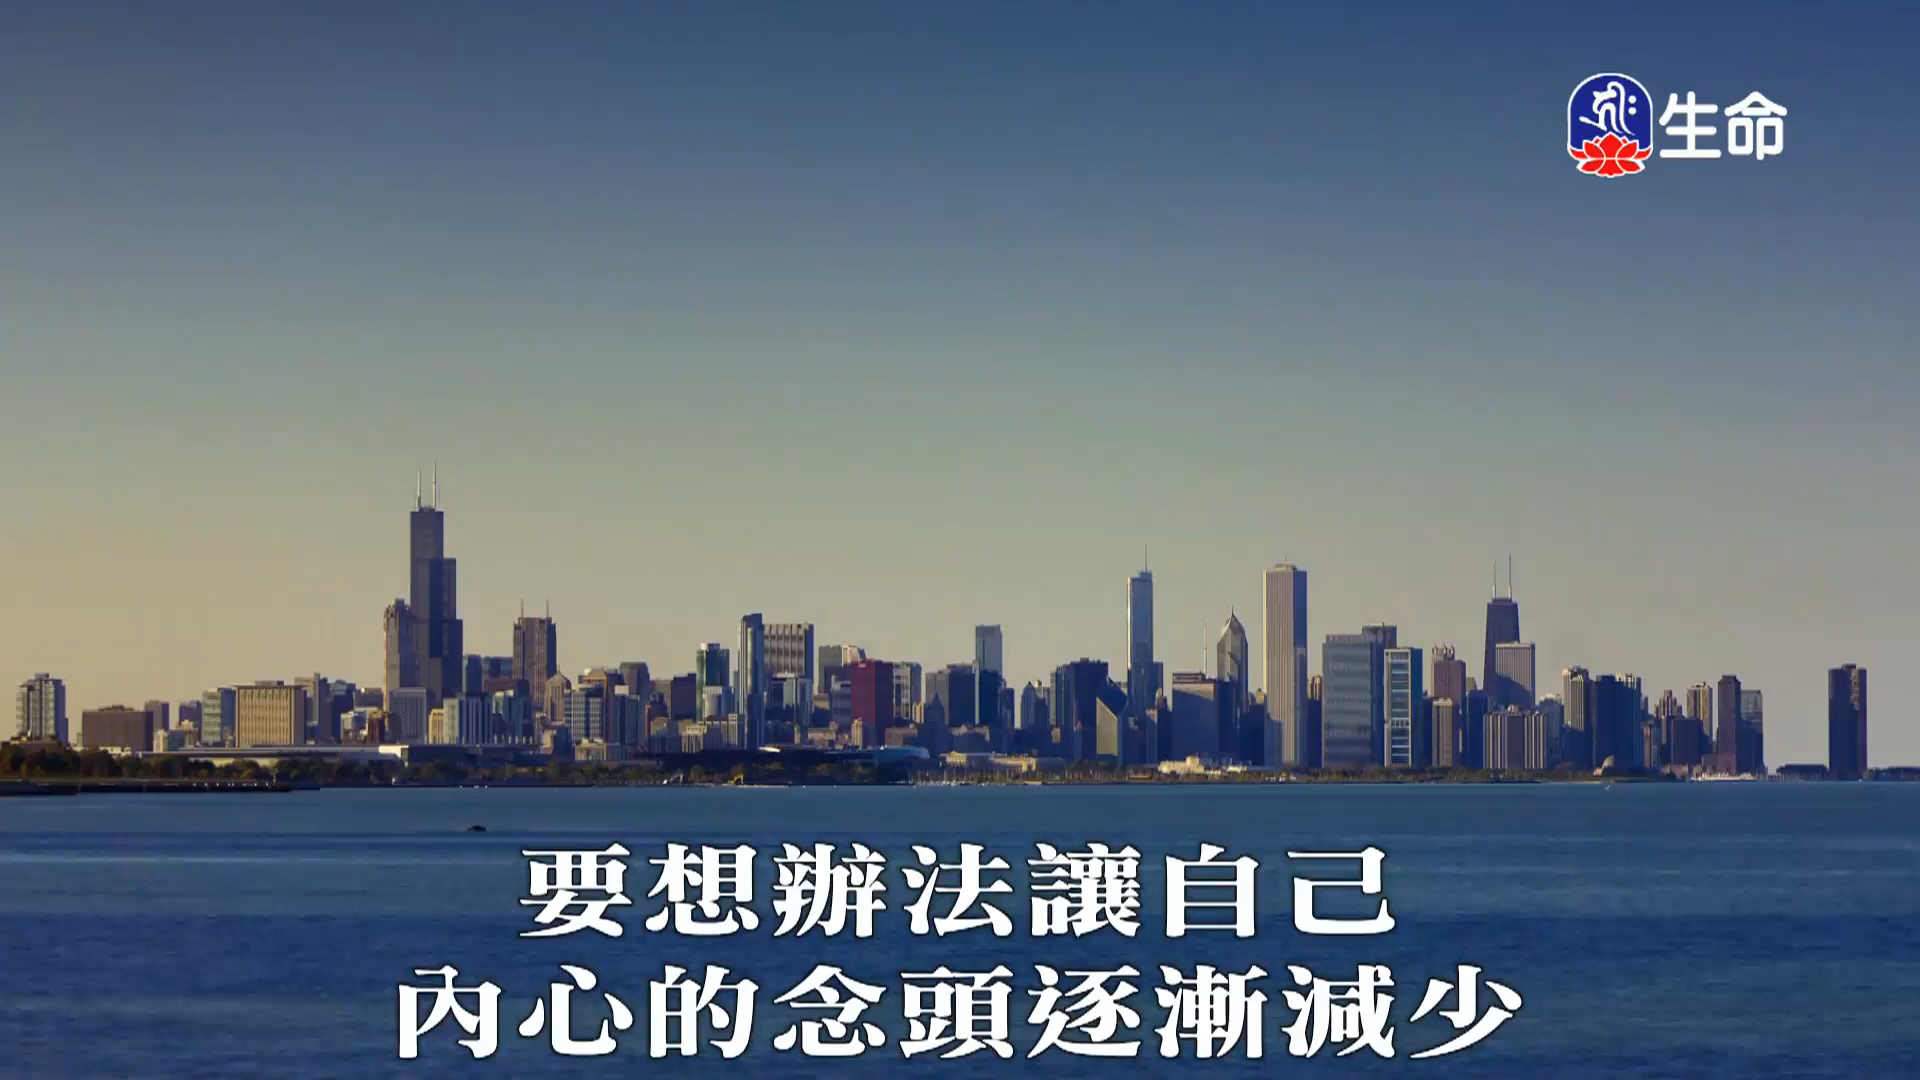 生命
要想辦法讓自己
內心的念頭逐漸減少